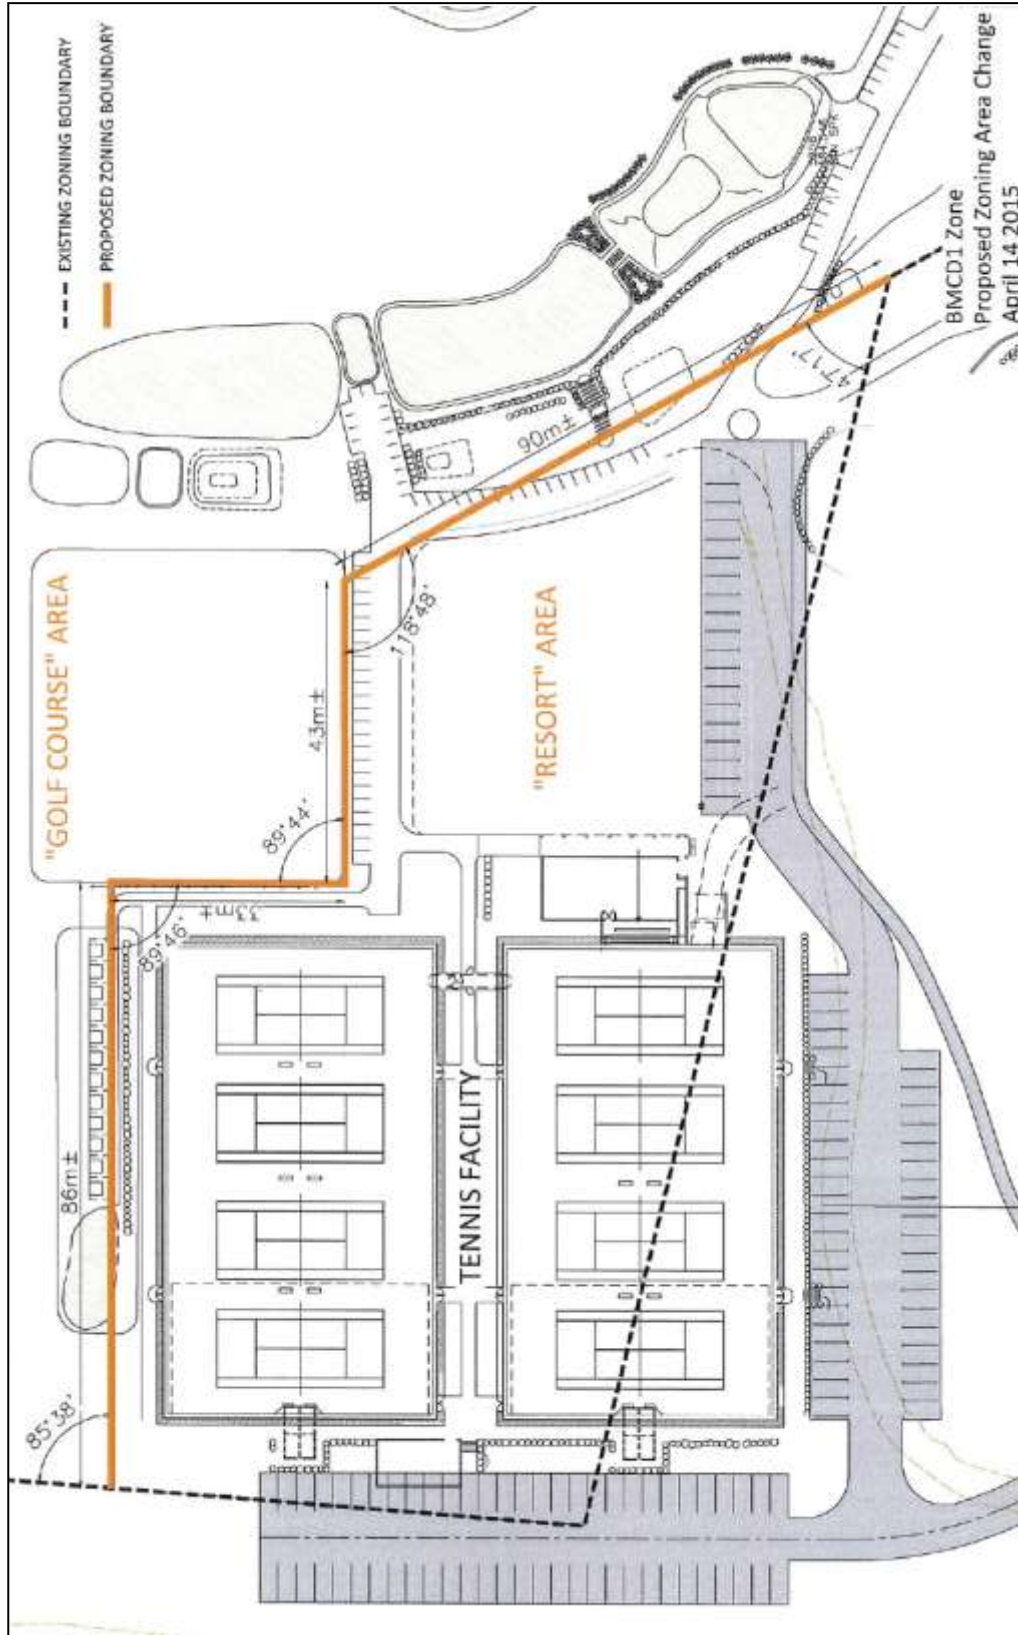 EXISTING ZONING BOUNDARY
PROPOSED ZONING BOUNDARY
"GOLF COURSE" AREA
"RESORT" AREA
TENNIS FACILITY
85°38'
86m±
89°46'
33m±
89°44'
43m±
118°48'
90m±
47°17'
BMCD1 Zone
Proposed Zoning Area Change
April 14 2015